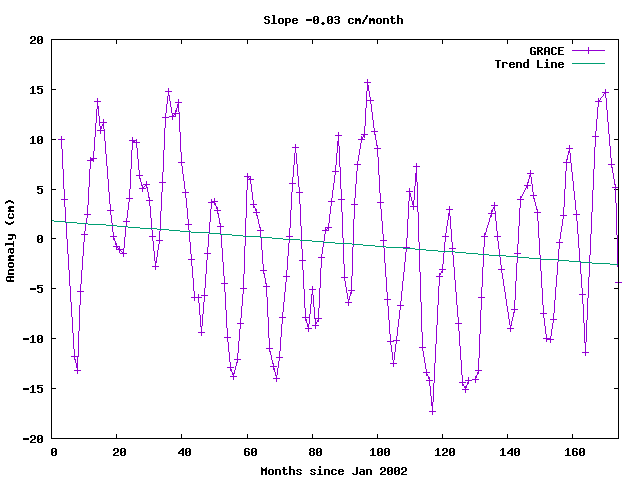 Slope -0.03 cm/month
GRACE
Trend Line
Anomaly (cm)
20
15
10
5
0
-5
-10
-15
-20
0 20 40 60 80 100 120 140 160
Months since Jan 2002